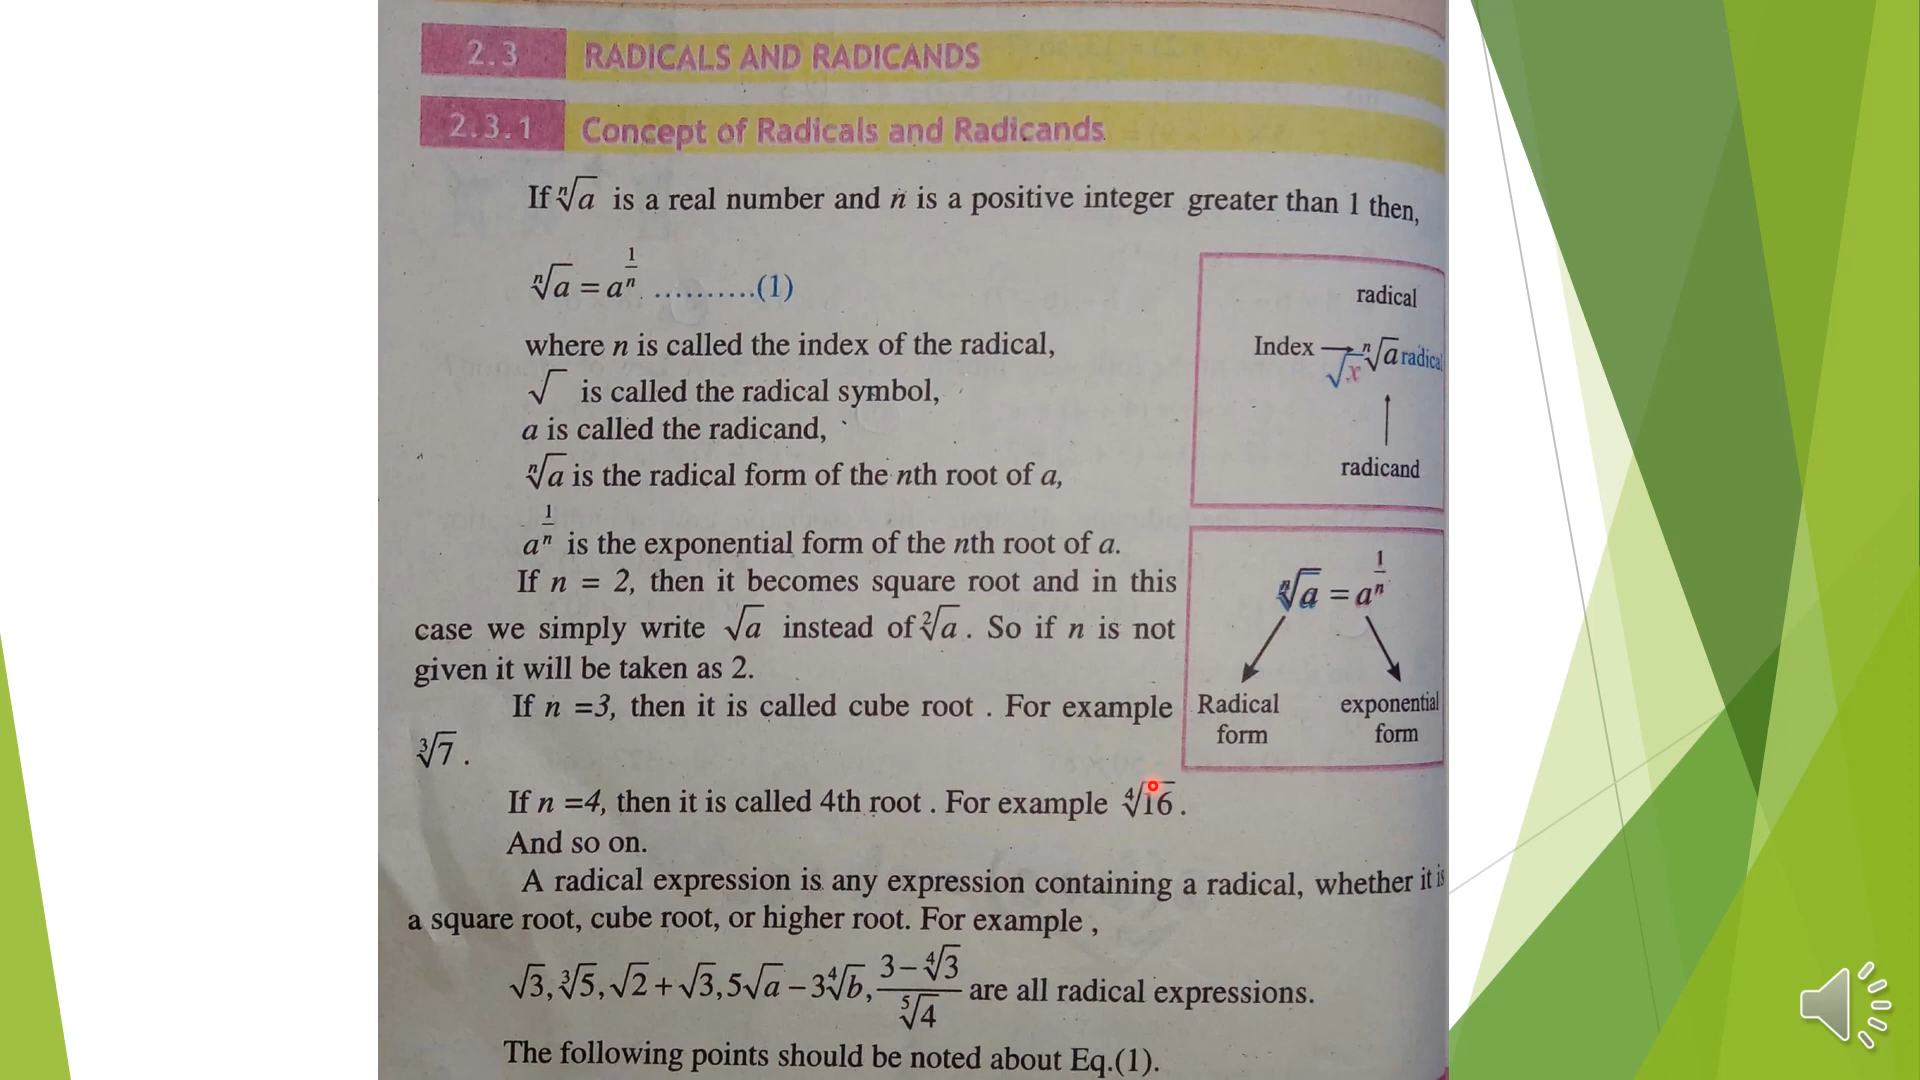 2.3 RADICALS AND RADICANDS
2.3.1 Concept of Radicals and Radicands
If ⁿ√a is a real number and n is a positive integer greater than 1 then,
ⁿ√a = a^(1/n) ..........(1)
where n is called the index of the radical,
√ is called the radical symbol,
a is called the radicand,
ⁿ√a is the radical form of the nth root of a,
a^(1/n) is the exponential form of the nth root of a.
If n = 2, then it becomes square root and in this
case we simply write √a instead of ²√a . So if n is not
given it will be taken as 2.
If n =3, then it is called cube root . For example
³√7 .
If n =4, then it is called 4th root . For example ⁴√16 .
And so on.
A radical expression is any expression containing a radical, whether it is
a square root, cube root, or higher root. For example ,
√3, ³√5, √2 + √3, 5√a – 3⁴√b, (3 – ⁴√3)/(⁵√4) are all radical expressions.
The following points should be noted about Eq.(1).
radical
Index ⁿ√a radical
√x
radicand
ⁿ√a = a^(1/n)
Radical exponential
form form